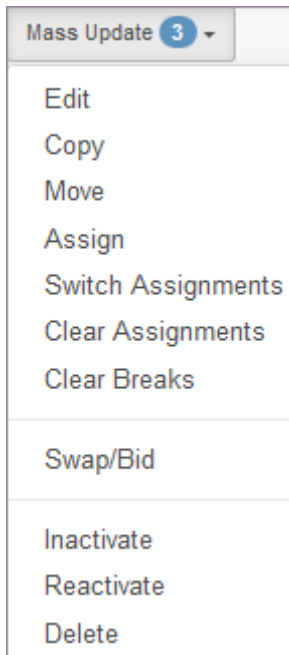 Mass Update 3
Edit
Copy
Move
Assign
Switch Assignments
Clear Assignments
Clear Breaks
Swap/Bid
Inactivate
Reactivate
Delete